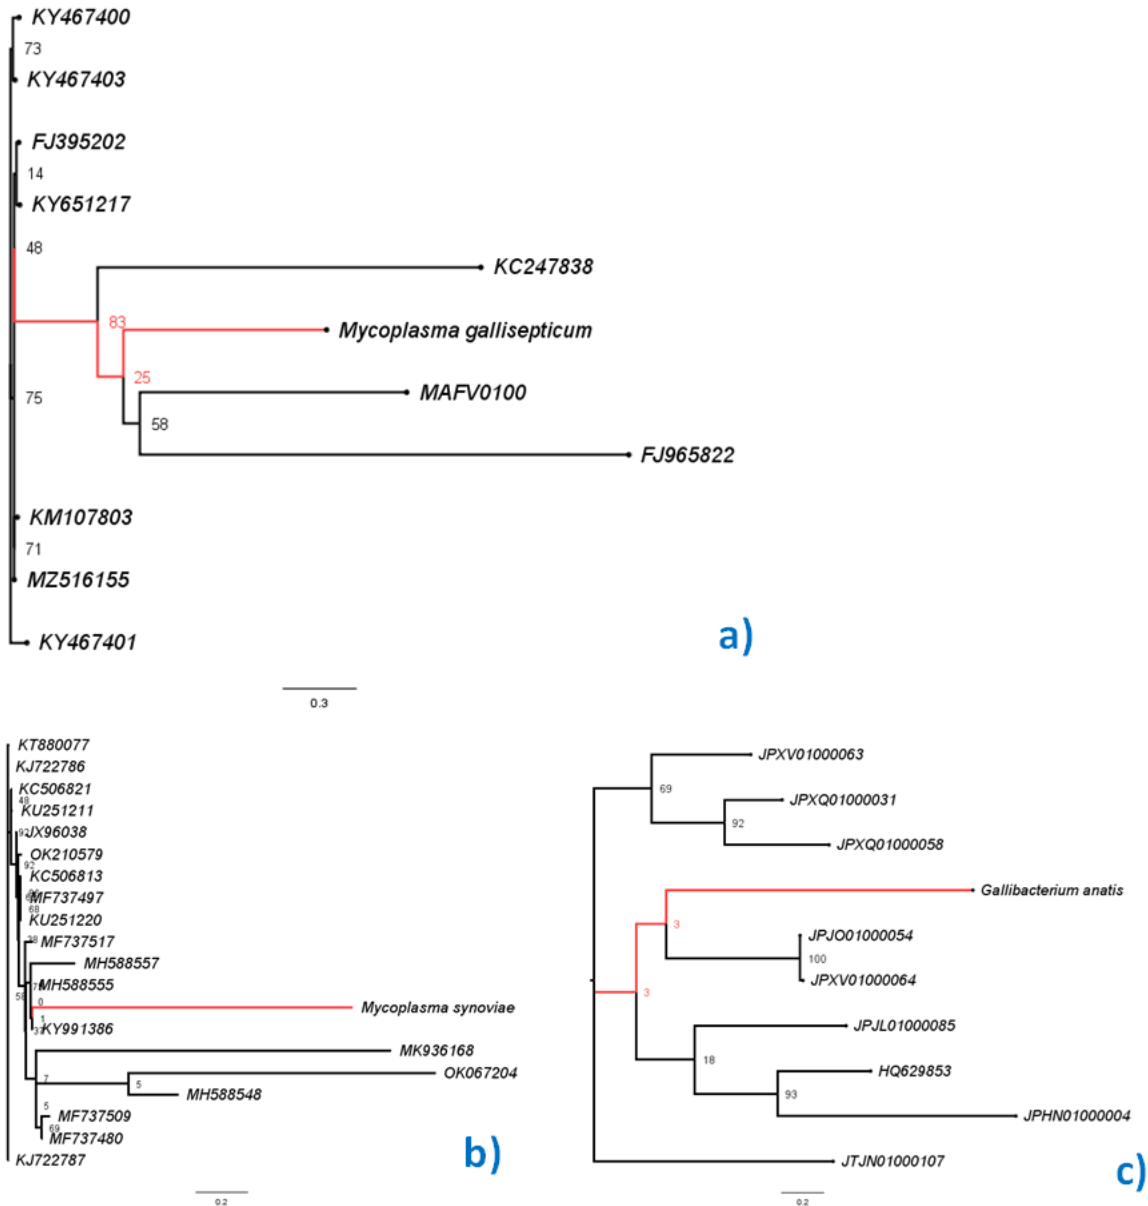 KY467400
73
KY467403
FJ395202
14
KY651217
48
KC247838
83
Mycoplasma gallisepticum
25
MAFV0100
75
58
FJ965822
KM107803
71
MZ516155
KY467401
a)
0.3
KT880077
KJ722786
KC506821
48
KU251211
JX96038
OK210579
92
KC506813
MF737497
68
KU251220
MF737517
MH588557
MH588555
58
0
Mycoplasma synoviae
1
KY991386
MK936168
OK067204
7
5
MH588548
5
MF737509
69
MF737480
KJ722787
b)
0.2
JPXV01000063
69
JPXQ01000031
92
JPXQ01000058
Gallibacterium anatis
3
JPJO01000054
100
JPXV01000064
3
JPJL01000085
18
HQ629853
93
JPHN01000004
JTJN01000107
c)
0.2